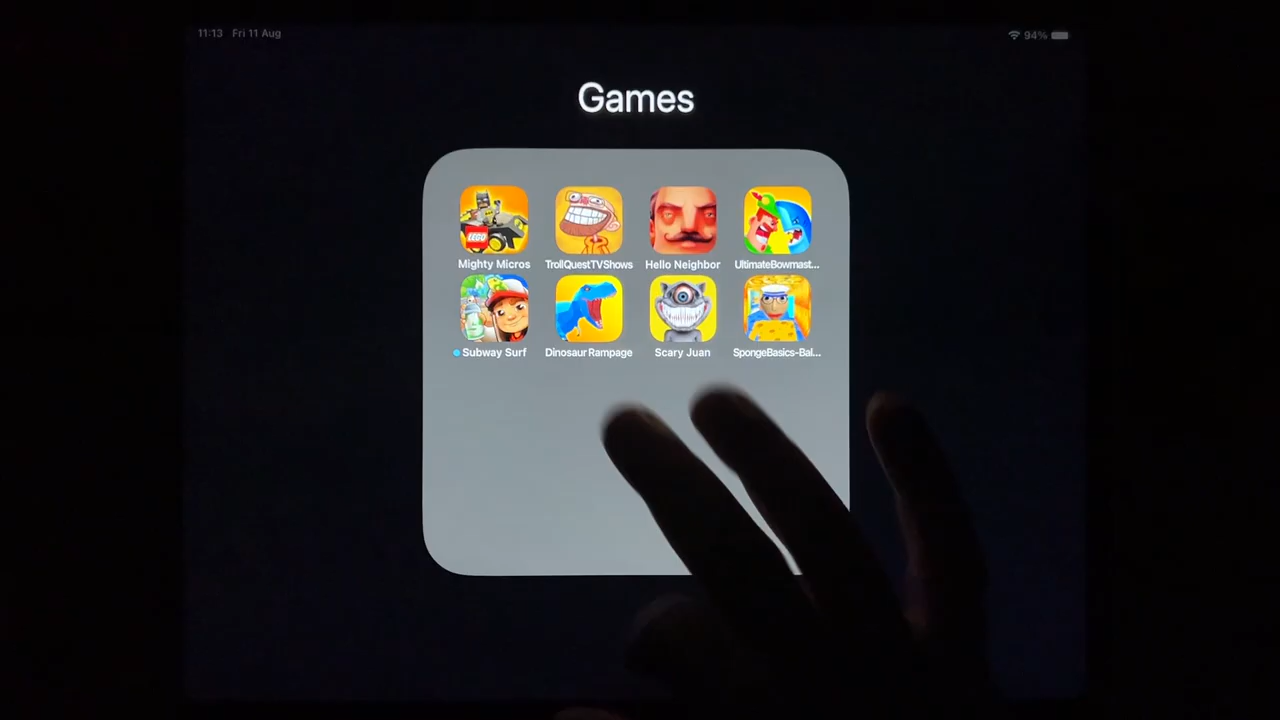 11:13 Fri 11 Aug
94%
Games
LEGO
Mighty Micros
TrollQuestTVShows
Hello Neighbor
UltimateBowmast...
Subway Surf
Dinosaur Rampage
Scary Juan
SpongeBasics-Bal...